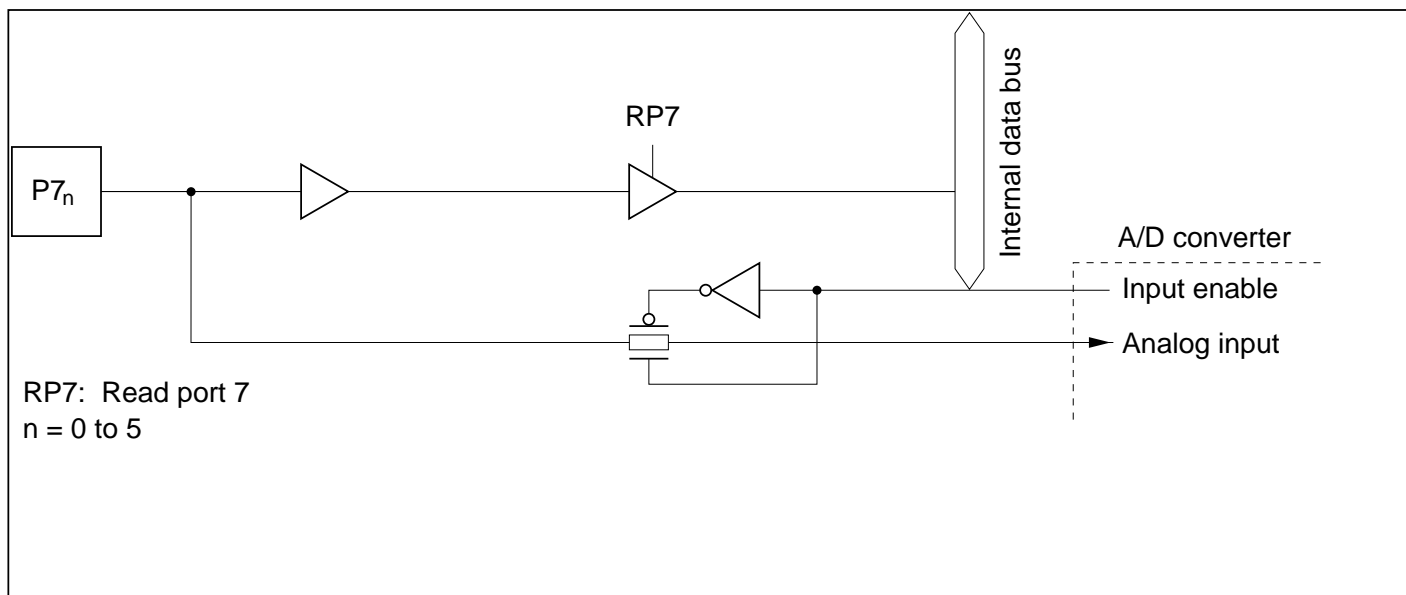 RP7
Internal data bus
P7n
A/D converter
Input enable
Analog input
RP7: Read port 7
n = 0 to 5